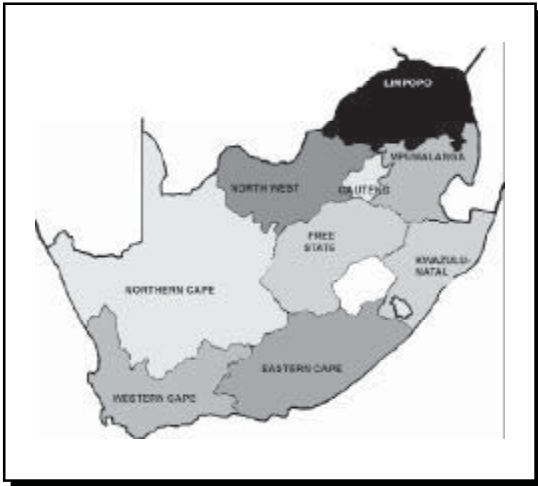 LIMPOPO
MPUMALANGA
NORTH WEST
GAUTENG
FREE
STATE
KWAZULU-
NATAL
NORTHERN CAPE
EASTERN CAPE
WESTERN CAPE